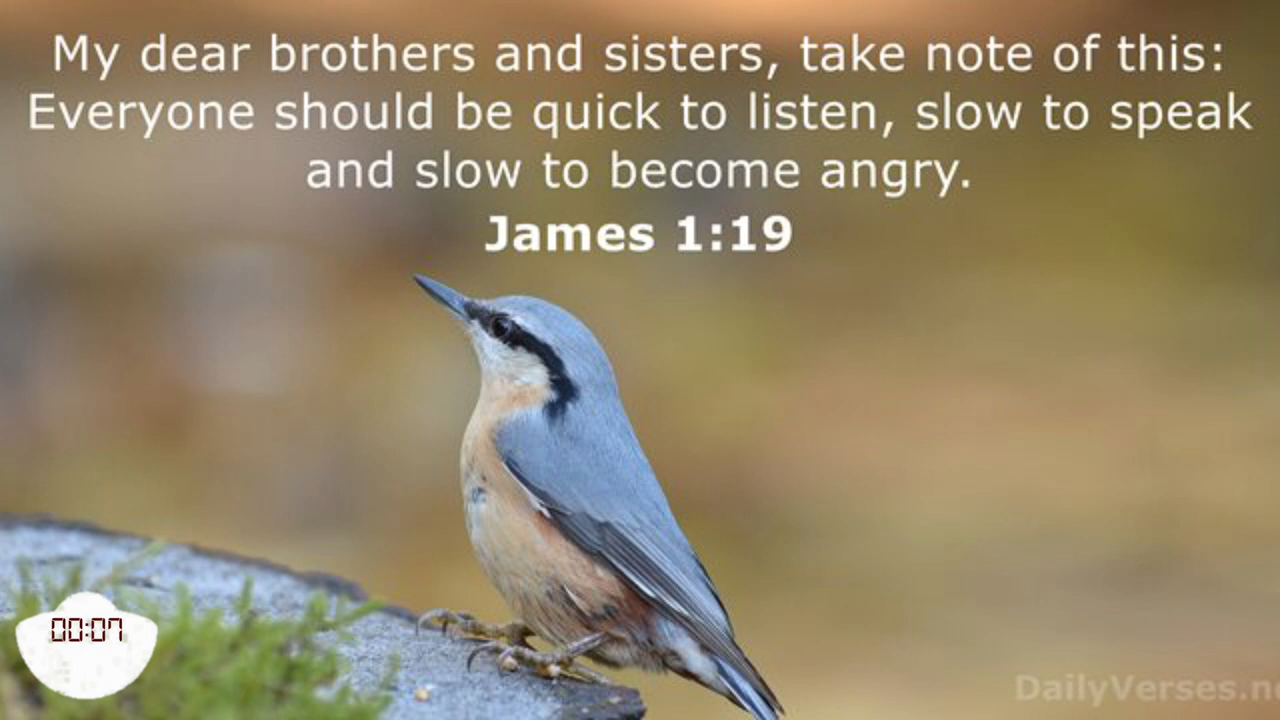 My dear brothers and sisters, take note of this:
Everyone should be quick to listen, slow to speak
and slow to become angry.
James 1:19
00:07
DailyVerses.ne